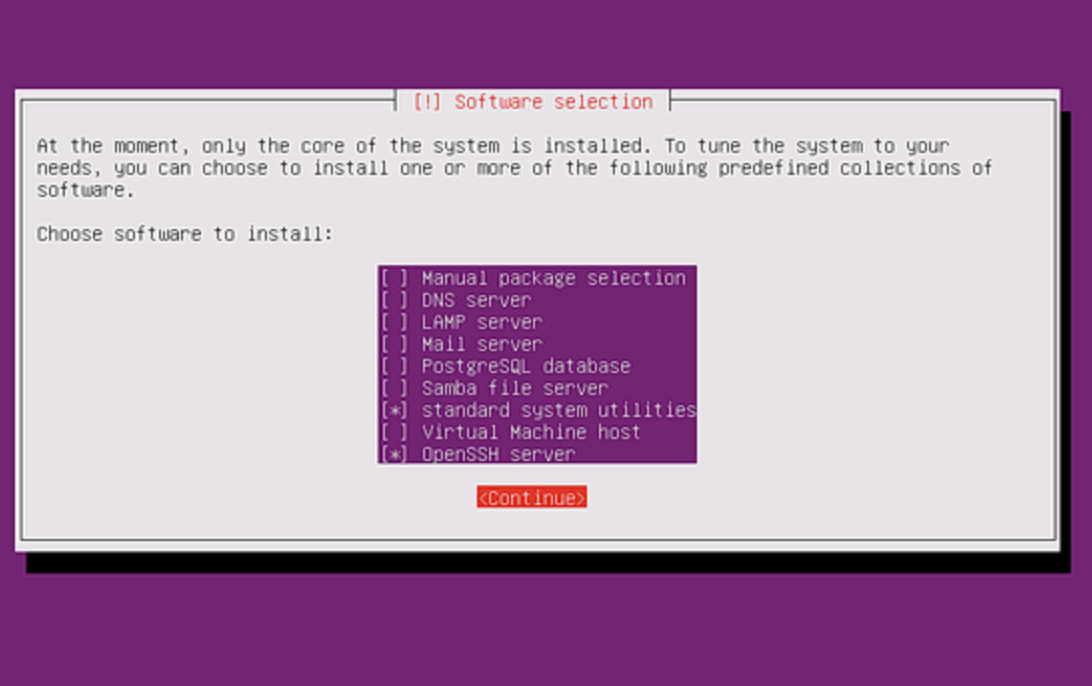 [!] Software selection
At the moment, only the core of the system is installed. To tune the system to your
needs, you can choose to install one or more of the following predefined collections of
software.
Choose software to install:
[ ] Manual package selection
[ ] DNS server
[ ] LAMP server
[ ] Mail server
[ ] PostgreSQL database
[ ] Samba file server
[*] standard system utilities
[ ] Virtual Machine host
[*] OpenSSH server
<Continue>